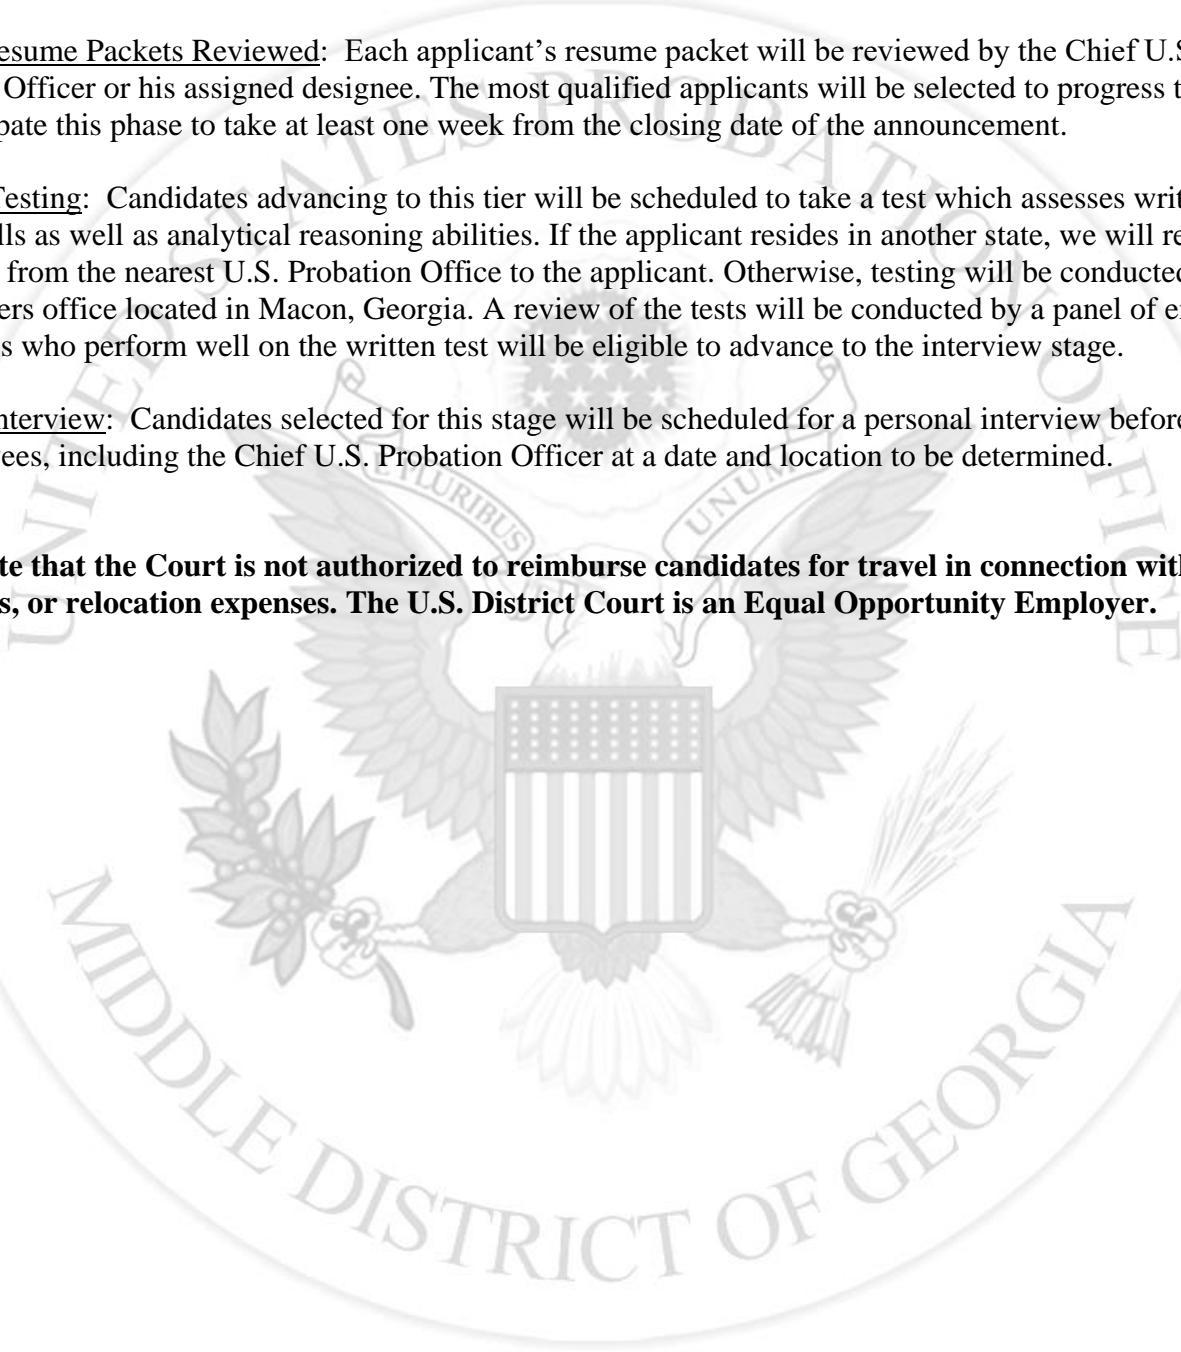 esume Packets Reviewed: Each applicant’s resume packet will be reviewed by the Chief U.S
Officer or his assigned designee. The most qualified applicants will be selected to progress t
pate this phase to take at least one week from the closing date of the announcement.
Testing: Candidates advancing to this tier will be scheduled to take a test which assesses writ
lls as well as analytical reasoning abilities. If the applicant resides in another state, we will re
from the nearest U.S. Probation Office to the applicant. Otherwise, testing will be conducted
ers office located in Macon, Georgia. A review of the tests will be conducted by a panel of e
s who perform well on the written test will be eligible to advance to the interview stage.
nterview: Candidates selected for this stage will be scheduled for a personal interview before
ees, including the Chief U.S. Probation Officer at a date and location to be determined.
te that the Court is not authorized to reimburse candidates for travel in connection with
s, or relocation expenses. The U.S. District Court is an Equal Opportunity Employer.
UNITED STATES PROBATION OFFICE
E PLURIBUS UNUM
MIDDLE DISTRICT OF GEORGIA